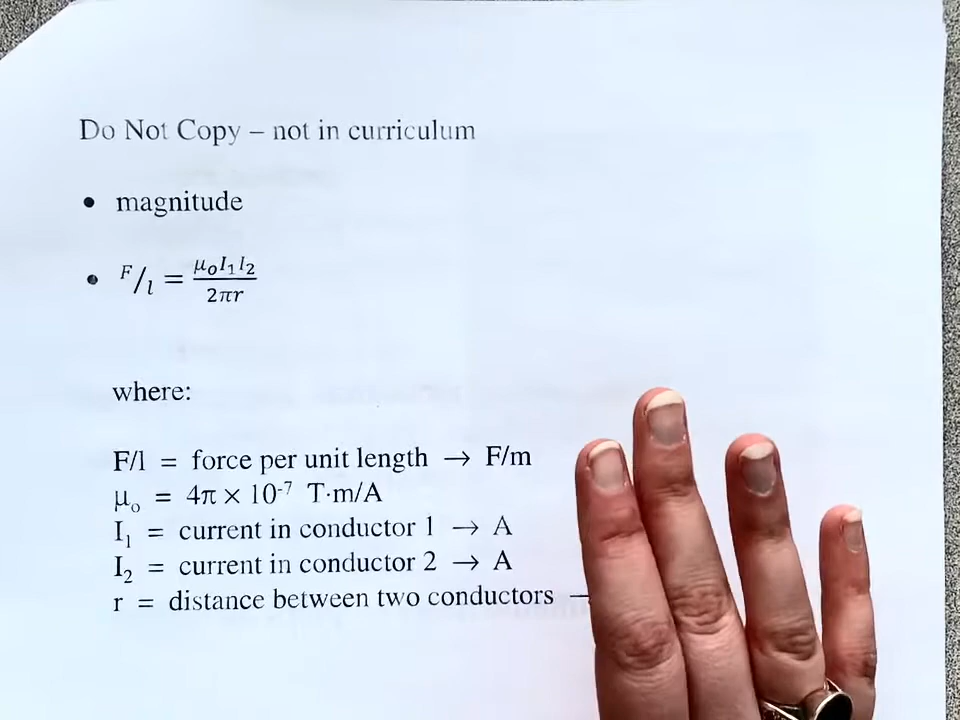 Do Not Copy – not in curriculum
• magnitude
• F/l = μ₀I₁I₂ / 2πr
where:
F/l = force per unit length → F/m
μₒ = 4π × 10⁻⁷ T·m/A
I₁ = current in conductor 1 → A
I₂ = current in conductor 2 → A
r = distance between two conductors –